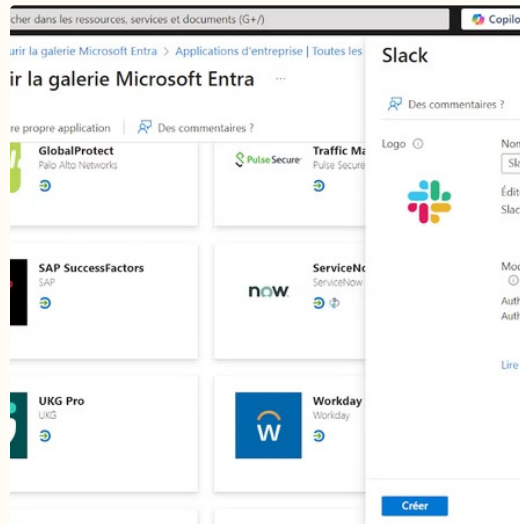 cher dans les ressources, services et documents (G+/)
Copilo
urir la galerie Microsoft Entra > Applications d'entreprise | Toutes les
ir la galerie Microsoft Entra ...
re propre application
Des commentaires ?
GlobalProtect
Palo Alto Networks
Pulse Secure
Traffic Ma
Pulse Secure
SAP SuccessFactors
SAP
now
ServiceNo
ServiceNow
UKG Pro
UKG
Workday
Workday
Slack
Des commentaires ?
Logo
Nom
Sla
Édit
Slac
Mod
Auth
Auth
Lire
Créer